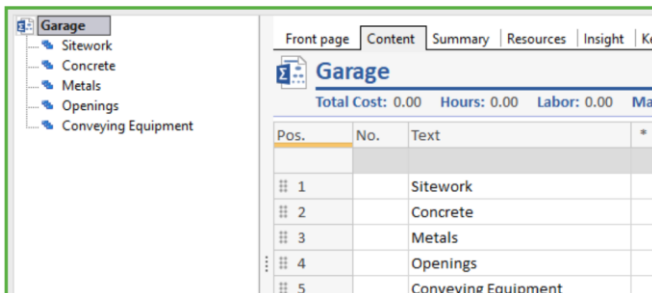 Garage
Sitework
Concrete
Metals
Openings
Conveying Equipment
Front page Content Summary Resources Insight
Garage
Total Cost: 0.00 Hours: 0.00 Labor: 0.00
Pos. No. Text *
1 Sitework
2 Concrete
3 Metals
4 Openings
5 Conveying Equipment